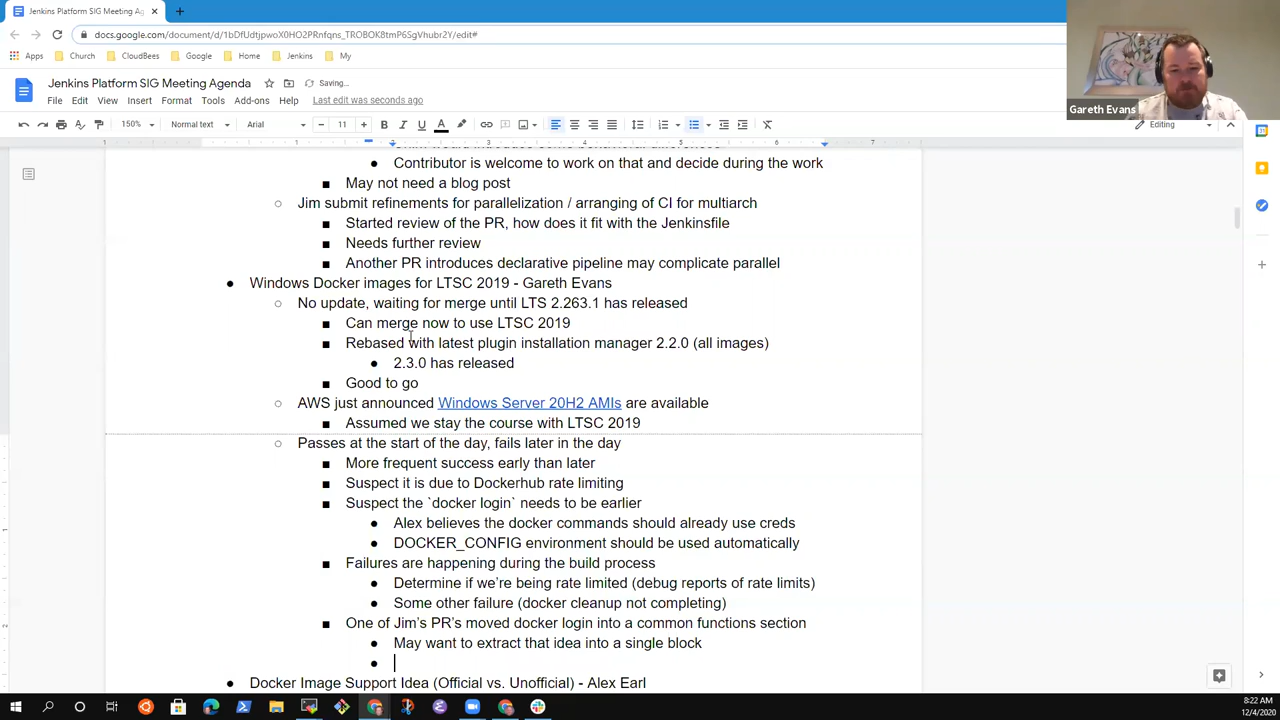 Jenkins Platform SIG Meeting Ag
docs.google.com/document/d/1bDfUdtjpwoX0HO2PRnfqns_TROBOK8tmP6SgVhubr2Y/edit#
Apps Church CloudBees Google Home Jenkins My
Jenkins Platform SIG Meeting Agenda Saving...
File Edit View Insert Format Tools Add-ons Help Last edit was seconds ago
150% Normal text Arial 11 Editing
Gareth Evans
1 2 3 4 5 6 7
Contributor is welcome to work on that and decide during the work
May not need a blog post
Jim submit refinements for parallelization / arranging of CI for multiarch
Started review of the PR, how does it fit with the Jenkinsfile
Needs further review
Another PR introduces declarative pipeline may complicate parallel
Windows Docker images for LTSC 2019 - Gareth Evans
No update, waiting for merge until LTS 2.263.1 has released
Can merge now to use LTSC 2019
Rebased with latest plugin installation manager 2.2.0 (all images)
2.3.0 has released
Good to go
AWS just announced Windows Server 20H2 AMIs are available
Assumed we stay the course with LTSC 2019
Passes at the start of the day, fails later in the day
More frequent success early than later
Suspect it is due to Dockerhub rate limiting
Suspect the `docker login` needs to be earlier
Alex believes the docker commands should already use creds
DOCKER_CONFIG environment should be used automatically
Failures are happening during the build process
Determine if we're being rate limited (debug reports of rate limits)
Some other failure (docker cleanup not completing)
One of Jim's PR's moved docker login into a common functions section
May want to extract that idea into a single block
Docker Image Support Idea (Official vs. Unofficial) - Alex Earl
8:22 AM
12/4/2020